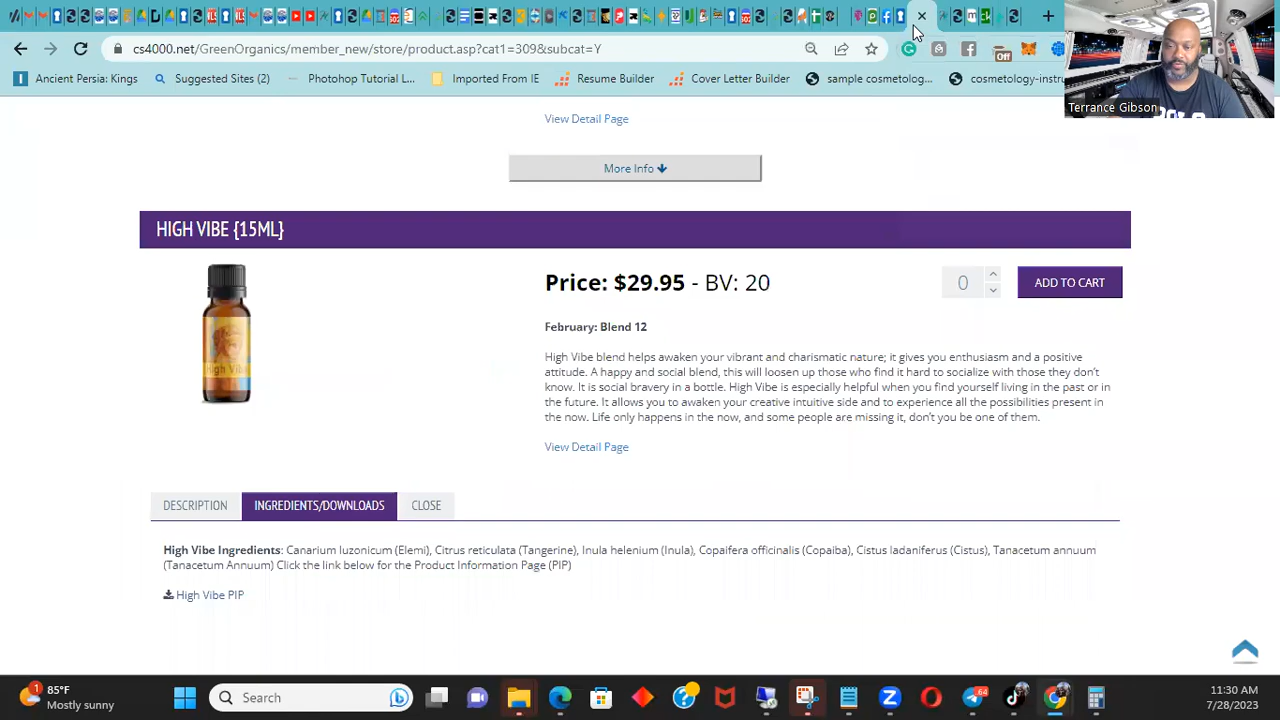 cs4000.net/GreenOrganics/member_new/store/product.asp?cat1=309&subcat=Y
Off
Ancient Persia: Kings
Suggested Sites (2)
Photohop Tutorial L...
Imported From IE
Resume Builder
Cover Letter Builder
sample cosmetolog...
cosmetology-instru
Terrance Gibson
View Detail Page
More Info
HIGH VIBE {15ML}
High Vibe
Price: $29.95 - BV: 20
0
ADD TO CART
February: Blend 12
High Vibe blend helps awaken your vibrant and charismatic nature; it gives you enthusiasm and a positive
attitude. A happy and social blend, this will loosen up those who find it hard to socialize with those they don't
know. It is social bravery in a bottle. High Vibe is especially helpful when you find yourself living in the past or in
the future. It allows you to awaken your creative intuitive side and to experience all the possibilities present in
the now. Life only happens in the now, and some people are missing it, don't you be one of them.
View Detail Page
DESCRIPTION
INGREDIENTS/DOWNLOADS
CLOSE
High Vibe Ingredients: Canarium luzonicum (Elemi), Citrus reticulata (Tangerine), Inula helenium (Inula), Copaifera officinalis (Copaiba), Cistus ladaniferus (Cistus), Tanacetum annuum
(Tanacetum Annuum) Click the link below for the Product Information Page (PIP)
High Vibe PIP
1
85°F
Mostly sunny
Search
64
11:30 AM
7/28/2023